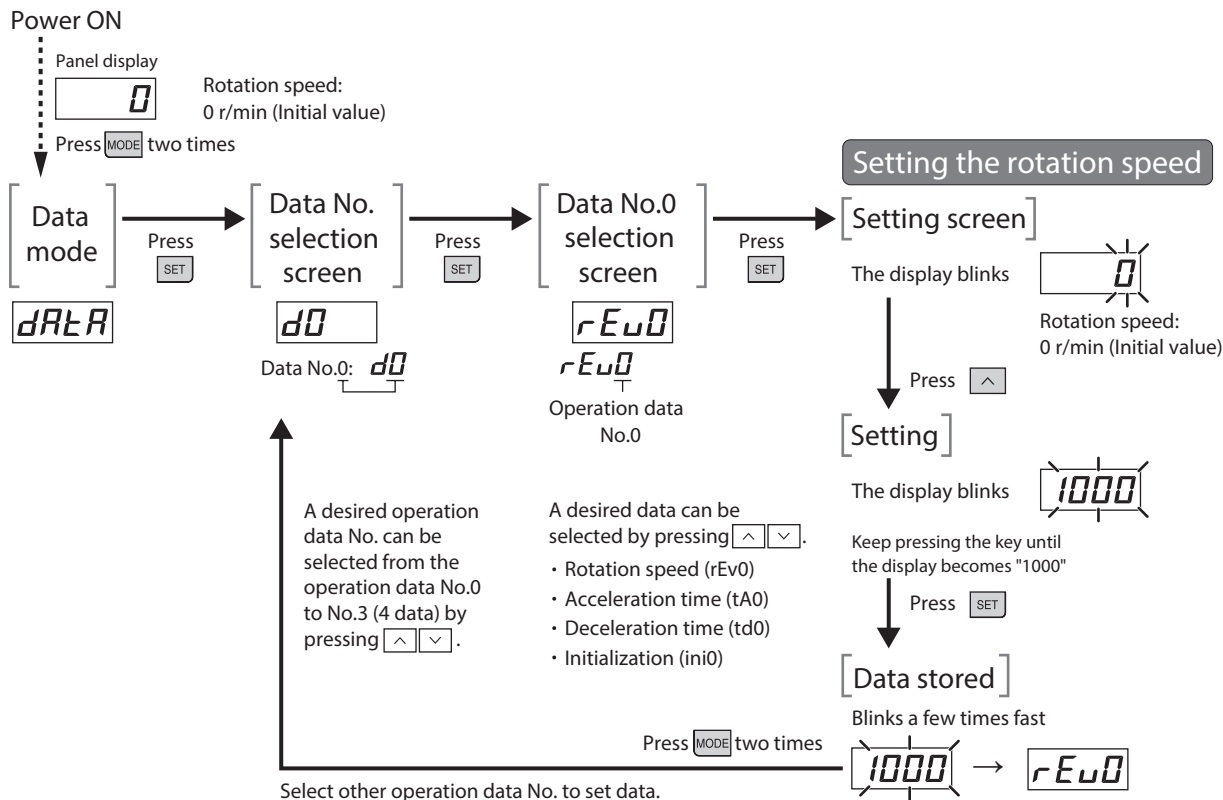 Power ON
Panel display
0
Rotation speed:
0 r/min (Initial value)
Press MODE two times
Data
mode
dAtA
Press
SET
Data No.
selection
screen
d0
Data No.0: d0
Press
SET
Data No.0
selection
screen
rEv0
rEv0
Operation data
No.0
Press
SET
Setting the rotation speed
Setting screen
The display blinks
0
Rotation speed:
0 r/min (Initial value)
Press
Setting
The display blinks
1000
Keep pressing the key until
the display becomes "1000"
Press SET
Data stored
Blinks a few times fast
1000 → rEv0
A desired operation
data No. can be
selected from the
operation data No.0
to No.3 (4 data) by
pressing .
A desired data can be
selected by pressing .
・Rotation speed (rEv0)
・Acceleration time (tA0)
・Deceleration time (td0)
・Initialization (ini0)
Press MODE two times
Select other operation data No. to set data.